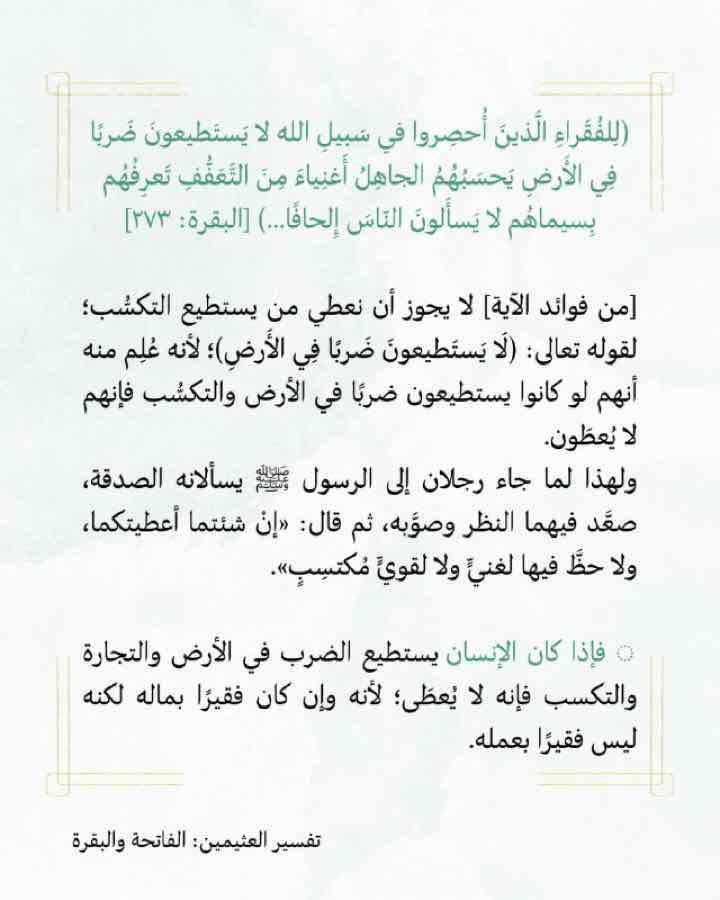 (لِلفُقَراءِ الَّذينَ أُحصِروا في سَبيلِ الله لا يَستَطيعونَ ضَربًا
فِي الأَرضِ يَحسَبُهُمُ الجاهِلُ أَغنِياءَ مِنَ التَّعَفُّفِ تَعرِفُهُم
بِسيماهُم لا يَسأَلونَ النّاسَ إِلحافًا...) [البقرة: ٢٧٣]
[من فوائد الآية] لا يجوز أن نعطي من يستطيع التكسُّب؛
لقوله تعالى: (لَا يَستَطيعونَ ضَربًا فِي الأَرضِ)؛ لأنه عُلِم منه
أنهم لو كانوا يستطيعون ضربًا في الأرض والتكسُّب فإنهم
لا يُعطَون.
ولهذا لما جاء رجلان إلى الرسول ﷺ يسألانه الصدقة،
صعَّد فيهما النظر وصوَّبه، ثم قال: «إنْ شئتما أعطيتكما،
ولا حظَّ فيها لغنيٍّ ولا لقويٍّ مُكتسِبٍ».
◌ فإذا كان الإنسان يستطيع الضرب في الأرض والتجارة
والتكسب فإنه لا يُعطَى؛ لأنه وإن كان فقيرًا بماله لكنه
ليس فقيرًا بعمله.
تفسير العثيمين: الفاتحة والبقرة